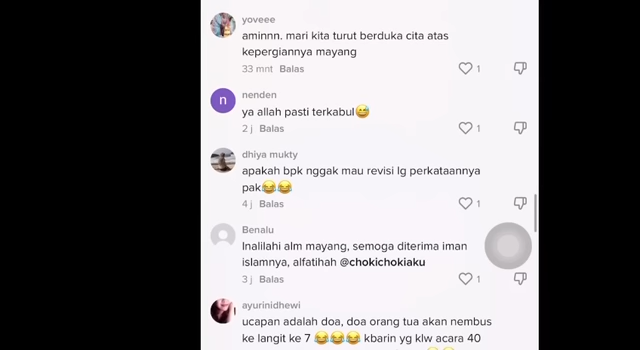 yoveee
aminnn. mari kita turut berduka cita atas
kepergiannya mayang
33 mnt Balas 1
n
nenden
ya allah pasti terkabul😅
2 j Balas 1
dhiya mukty
apakah bpk nggak mau revisi lg perkataannya
pak😂😂
4 j Balas 1
Benalu
Inalilahi alm mayang, semoga diterima iman
islamnya, alfatihah @chokichokiaku
3 j Balas 1
ayurinidhewi
ucapan adalah doa, doa orang tua akan nembus
ke langit ke 7 😂😂😂 kbarin yg klw acara 40